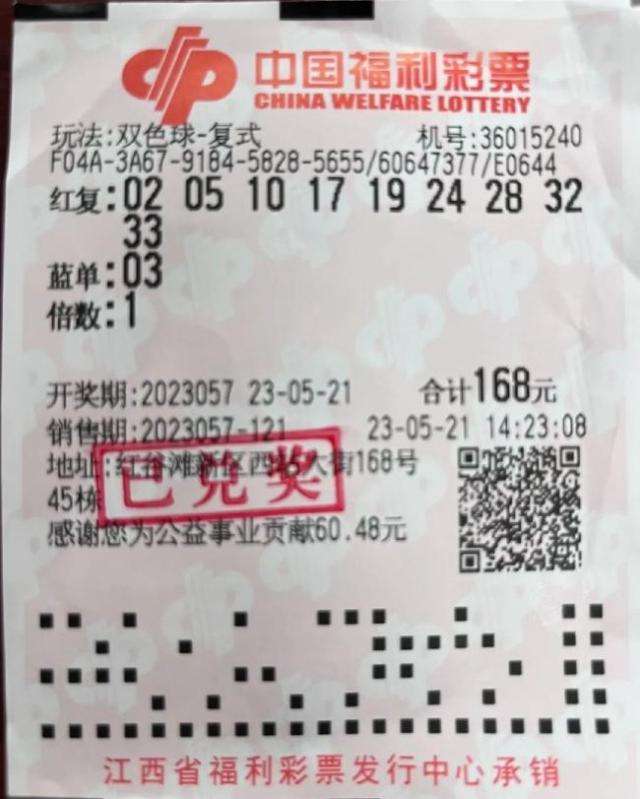 中国福利彩票
CHINA WELFARE LOTTERY
玩法:双色球-复式 机号:36015240
F04A-3A67-9184-5828-5655/60647377/E0644
红复:02 05 10 17 19 24 28 32
33
蓝单:03
倍数:1
开奖期:2023057 23-05-21 合计168元
销售期:2023057-121 23-05-21 14:23:08
地址:红谷滩新区西 大街168号
45栋
已兑奖
感谢您为公益事业贡献60.48元
江西省福利彩票发行中心承销